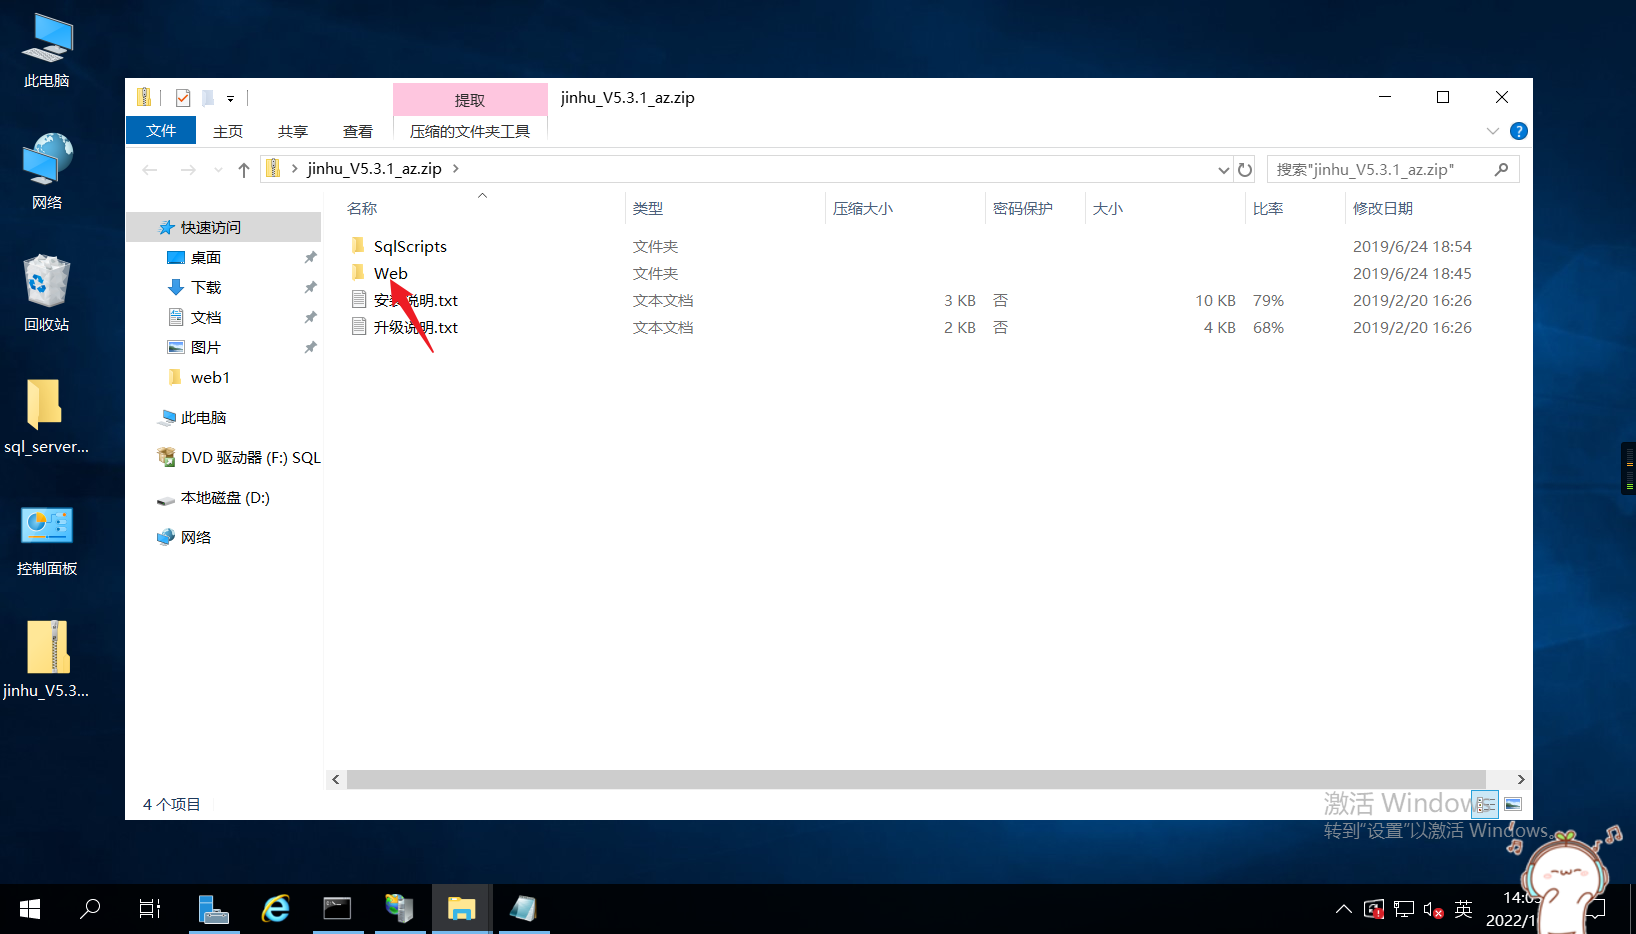 此电脑
网络
回收站
sql_server...
控制面板
jinhu_V5.3...
提取
jinhu_V5.3.1_az.zip
文件
主页
共享
查看
压缩的文件夹工具
?
jinhu_V5.3.1_az.zip
搜索"jinhu_V5.3.1_az.zip"
名称 类型 压缩大小 密码保护 大小 比率 修改日期
SqlScripts 文件夹 2019/6/24 18:54
Web 文件夹 2019/6/24 18:45
安装说明.txt 文本文档 3 KB 否 10 KB 79% 2019/2/20 16:26
升级说明.txt 文本文档 2 KB 否 4 KB 68% 2019/2/20 16:26
快速访问
桌面
下载
文档
图片
web1
此电脑
DVD 驱动器 (F:) SQL
本地磁盘 (D:)
网络
4 个项目
激活 Windows
转到"设置"以激活 Windows。
英
14:0
2022/1